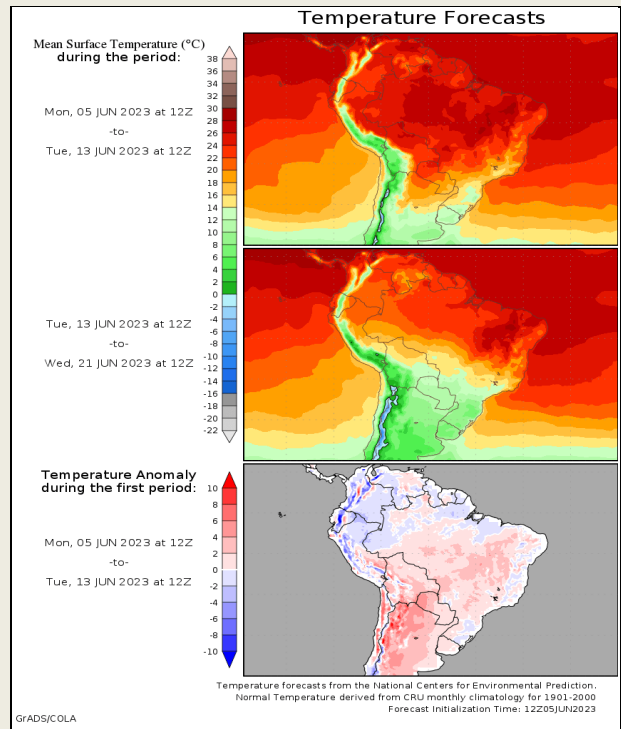 Temperature Forecasts
Mean Surface Temperature (°C)
during the period:
38
36
34
32
30
28
26
24
22
20
18
16
14
12
10
8
6
4
2
0
-2
-4
-6
-8
-10
-12
-14
-16
-18
-20
-22
Mon, 05 JUN 2023 at 12Z
-to-
Tue, 13 JUN 2023 at 12Z
Tue, 13 JUN 2023 at 12Z
-to-
Wed, 21 JUN 2023 at 12Z
Temperature Anomaly
during the first period:
10
8
6
4
2
0
-2
-4
-6
-8
-10
Mon, 05 JUN 2023 at 12Z
-to-
Tue, 13 JUN 2023 at 12Z
Temperature forecasts from the National Centers for Environmental Prediction.
Normal Temperature derived from CRU monthly climatology for 1901-2000
Forecast Initialization Time: 12Z05JUN2023
GrADS/COLA